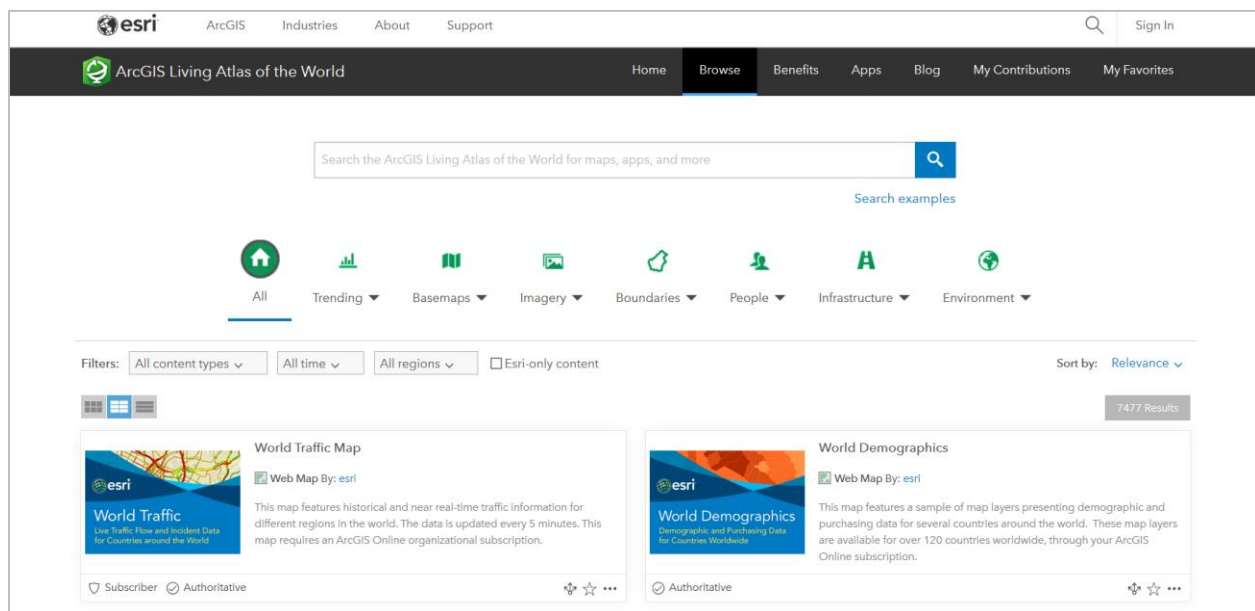 esri ArcGIS Industries About Support Sign In
ArcGIS Living Atlas of the World Home Browse Benefits Apps Blog My Contributions My Favorites
Search the ArcGIS Living Atlas of the World for maps, apps, and more
Search examples
All Trending Basemaps Imagery Boundaries People Infrastructure Environment
Filters: All content types All time All regions Esri-only content Sort by: Relevance
7477 Results
esri
World Traffic
Live Traffic Flow and Incident Data
for Countries around the World
World Traffic Map
Web Map By: esri
This map features historical and near real-time traffic information for
different regions in the world. The data is updated every 5 minutes. This
map requires an ArcGIS Online organizational subscription.
Subscriber Authoritative
esri
World Demographics
Demographic and Purchasing Data
for Countries Worldwide
World Demographics
Web Map By: esri
This map features a sample of map layers presenting demographic and
purchasing data for several countries around the world. These map layers
are available for over 120 countries worldwide, through your ArcGIS
Online subscription.
Authoritative